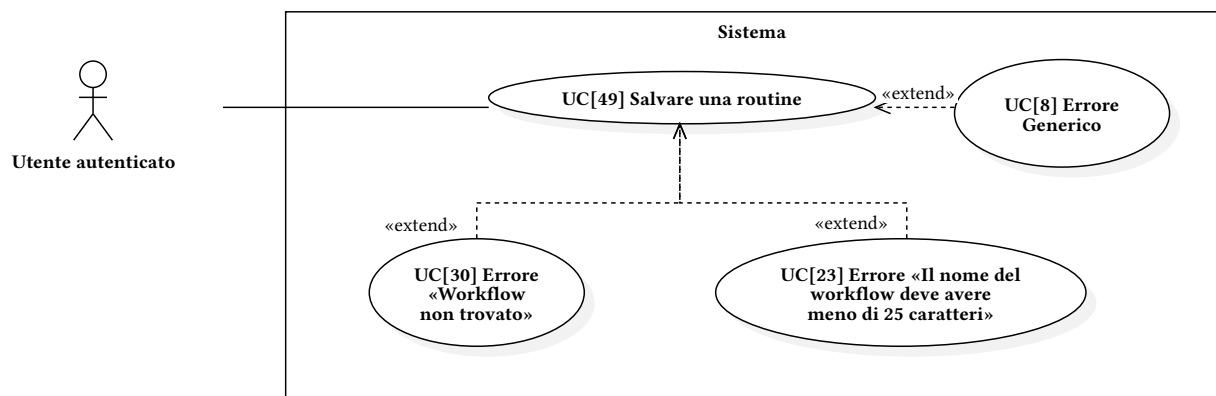 Sistema
UC[49] Salvare una routine
«extend»
UC[8] Errore
Generico
Utente autenticato
«extend»
«extend»
UC[30] Errore
«Workflow
non trovato»
UC[23] Errore «Il nome del
workflow deve avere
meno di 25 caratteri»